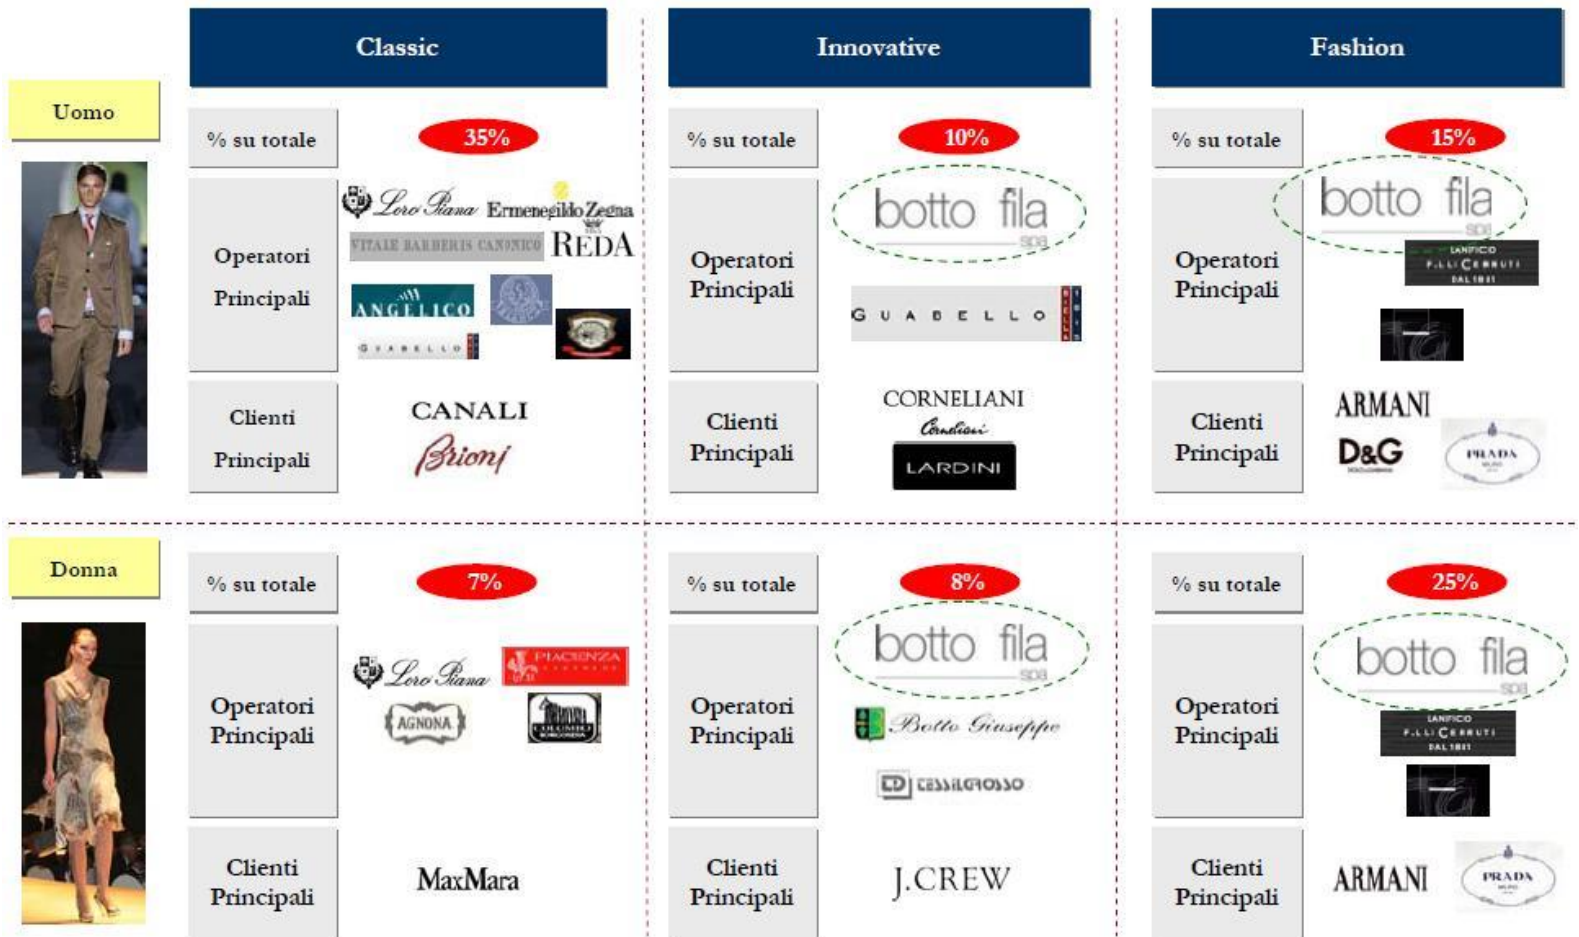 Classic
Innovative
Fashion
Uomo
% su totale
35%
% su totale
10%
% su totale
15%
Operatori
Principali
Loro Piana
Ermenegildo Zegna
VITALE BARBERIS CANONICO
REDA
ANGELICO
GUABELLO
Operatori
Principali
botto fila
spa
GUABELLO
BIELLA
Operatori
Principali
botto fila
spa
LANIFICIO
F.LLI CERRUTI
DAL 1881
Clienti
Principali
CANALI
Brioni
Clienti
Principali
CORNELIANI
Corneliani
LARDINI
Clienti
Principali
ARMANI
D&G
PRADA
MILANO
Donna
% su totale
7%
% su totale
8%
% su totale
25%
Operatori
Principali
Loro Piana
PIACENZA
AGNONA
COLOMBO
Operatori
Principali
botto fila
spa
Botto Giuseppe
TESSILGROSSO
Operatori
Principali
botto fila
spa
LANIFICIO
F.LLI CERRUTI
DAL 1881
Clienti
Principali
MaxMara
Clienti
Principali
J.CREW
Clienti
Principali
ARMANI
PRADA